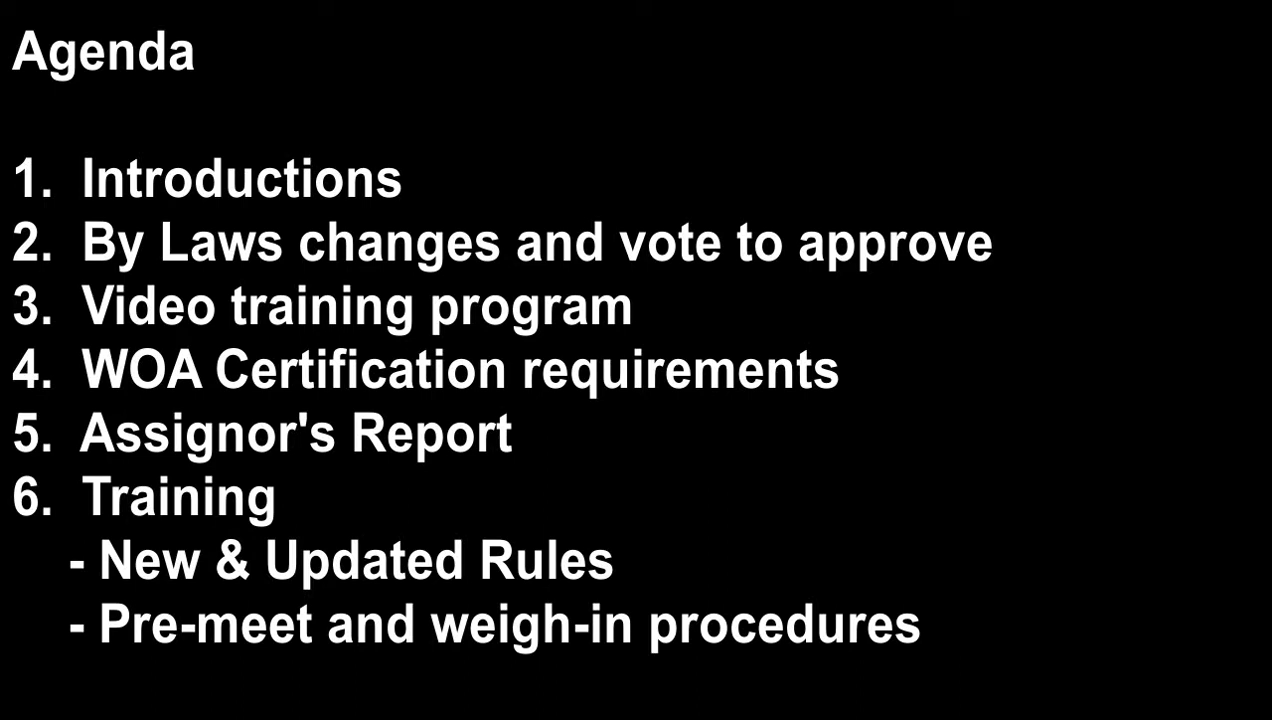 Agenda
1. Introductions
2. By Laws changes and vote to approve
3. Video training program
4. WOA Certification requirements
5. Assignor's Report
6. Training
- New & Updated Rules
- Pre-meet and weigh-in procedures